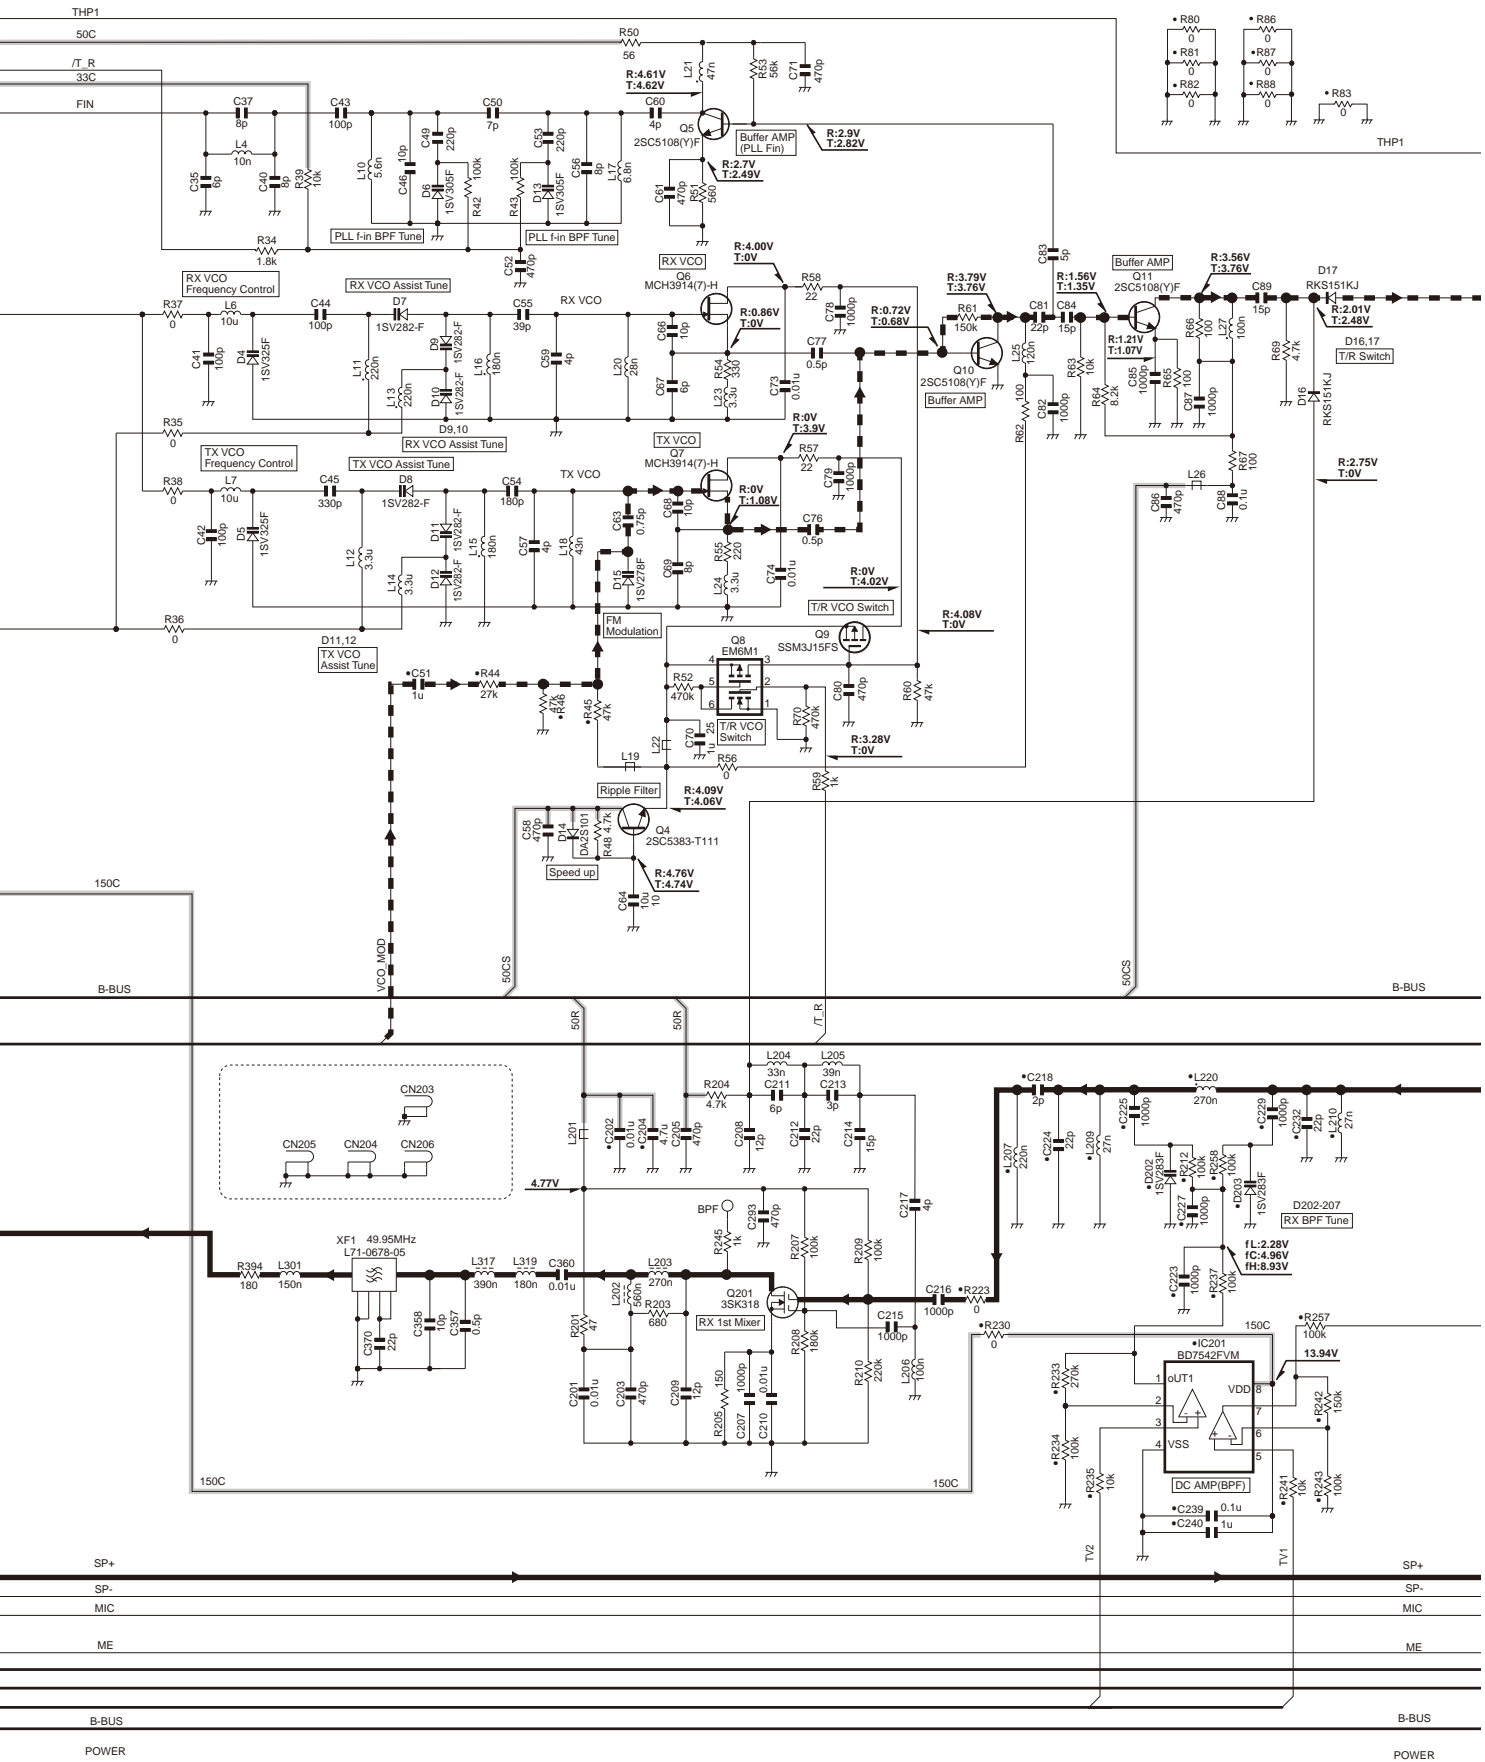 THP1
50C
/T_R
33C
FIN
R50
56
L21
47n
R53
56k
C71
470p
R:4.61V
T:4.62V
C37
8p
L4
10n
C35
6p
C40
8p
R39
10k
C43
100p
L10
5.6n
C46
10p
C49
220p
D6
1SV305F
R42
100k
C50
7p
R43
100k
C53
220p
D13
1SV305F
C56
8p
L17
6.8n
C60
4p
Q5
2SC5108(Y)F
Buffer AMP
(PLL Fin)
R:2.9V
T:2.82V
R:2.7V
T:2.49V
C61
470p
R51
560
• R80
0
• R81
0
• R82
0
• R86
0
• R87
0
• R88
0
• R83
0
THP1
PLL f-in BPF Tune
PLL f-in BPF Tune
R34
1.8k
C52
470p
C83
5p
RX VCO
Frequency Control
RX VCO Assist Tune
R37
0
L6
10u
C44
100p
D7
1SV282-F
C55
39p
RX VCO
C41
100p
D4
1SV325F
L11
220n
L13
220n
D9
1SV282-F
D10
1SV282-F
L16
180n
C59
4p
L20
28n
RX VCO
Q6
MCH3914(7)-H
R:4.00V
T:0V
R58
22
C78
1000p
R:0.86V
T:0V
C66
10p
C67
6p
R54
330
L23
3.3u
C73
0.01u
C77
0.5p
R:0.72V
T:0.68V
R61
150k
R:3.79V
T:3.76V
Q10
2SC5108(Y)F
Buffer AMP
L25
120n
R62
100
C82
1000p
C81
22p
C84
15p
R:1.56V
T:1.35V
R63
10k
R64
8.2k
Buffer AMP
Q11
2SC5108(Y)F
R:3.56V
T:3.76V
R:1.21V
T:1.07V
C85
1000p
R65
100
R66
100
L27
100n
C87
1000p
C89
15p
R69
4.7k
D17
RKS151KJ
R:2.01V
T:2.48V
D16,17
T/R Switch
D16
RKS151KJ
R67
100
L26
C86
470p
C88
0.1u
R:2.75V
T:0V
R35
0
D9,10
RX VCO Assist Tune
TX VCO
Frequency Control
TX VCO Assist Tune
R38
0
L7
10u
C45
330p
D8
1SV282-F
C54
180p
TX VCO
C42
100p
D5
1SV325F
L12
3.3u
L14
3.3u
D11
1SV282-F
D12
1SV282-F
L15
180n
C57
4p
L18
43n
C63
0.75p
D15
1SV278F
TX VCO
Q7
MCH3914(7)-H
R:0V
T:3.9V
R57
22
C79
1000p
R:0V
T:1.08V
C68
10p
C69
8p
R55
220
L24
3.3u
C74
0.01u
C76
0.5p
R:0V
T:4.02V
T/R VCO Switch
R36
0
D11,12
TX VCO
Assist Tune
FM
Modulation
Q9
SSM3J15FS
R:4.08V
T:0V
Q8
EM6M1
4
5
6
3
2
1
R52
470k
C80
470p
R60
47k
R70
470k
T/R VCO
Switch
C70
1u
25
L22
•C51
1u
•R44
27k
•R46
47k
•R45
47k
L19
R56
0
R59
1k
R:3.28V
T:0V
Ripple Filter
R:4.09V
T:4.06V
C58
470p
D14
DA2S101
R48
4.7k
Q4
2SC5383-T111
Speed up
R:4.76V
T:4.74V
C64
10u
10
150C
VCO_MOD
50CS
50CS
B-BUS
B-BUS
50R
50R
/T_R
CN203
CN205
CN204
CN206
L201
•C202
0.01u
•C204
4.7u
C205
470p
R204
4.7k
L204
33n
L205
39n
C211
6p
C213
3p
C208
12p
C212
22p
C214
15p
•C218
2p
•L220
270n
•L207
220n
•C224
22p
•L209
27n
•C225
1000p
•D202
1SV283F
•R212
100k
•C227
1000p
•R258
100k
•D203
1SV283F
•C229
1000p
•C232
22p
•L210
27n
D202-207
RX BPF Tune
4.77V
BPF
R245
1k
C293
470p
R207
100k
R209
100k
C217
4p
fL:2.28V
fC:4.96V
fH:8.93V
•C223
1000p
•R237
100k
XF1
49.95MHz
L71-0678-05
R394
180
L301
150n
L317
390n
L319
180n
C360
0.01u
C370
22p
C358
10p
C357
0.5p
L202
560n
L203
270n
R203
680
R201
47
Q201
3SK318
RX 1st Mixer
C216
1000p
•R223
0
C215
1000p
R208
180k
R210
220k
L206
100n
C201
0.01u
C203
470p
C209
12p
R205
150
C207
1000p
C210
0.01u
•R230
0
150C
•R257
100k
•IC201
BD7542FVM
13.94V
•R233
270k
•R234
100k
•R235
10k
1
oUT1
2
3
4
VSS
VDD
8
7
6
5
•R242
150k
•R243
100k
•R241
10k
DC AMP(BPF)
150C
150C
•C239
0.1u
•C240
1u
TV2
TV1
SP+
SP+
SP-
SP-
MIC
MIC
ME
ME
B-BUS
B-BUS
POWER
POWER